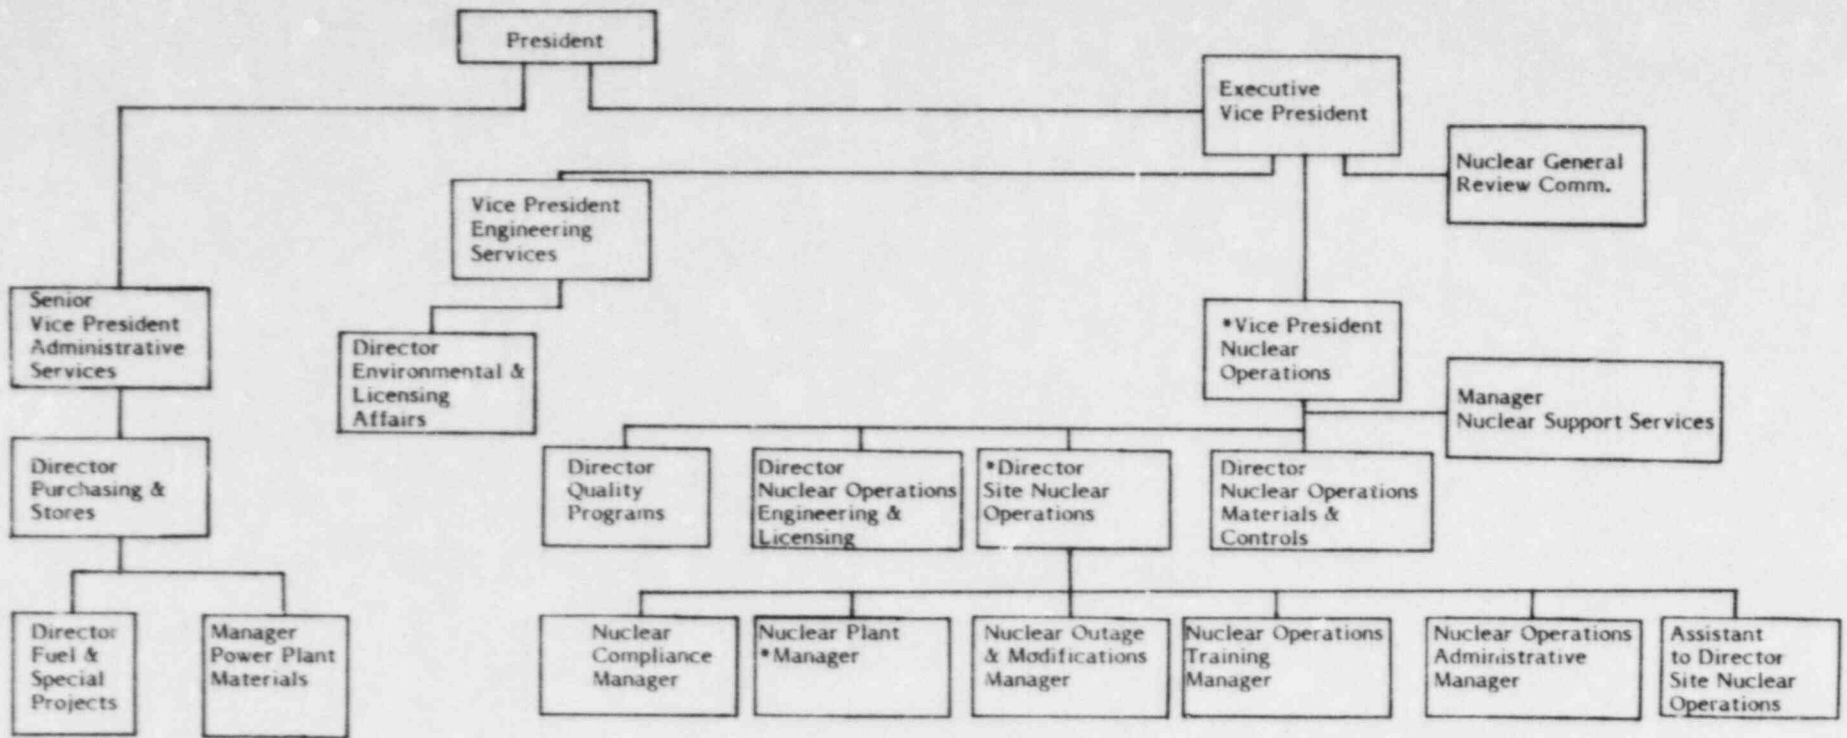 President
Executive
Vice President
Nuclear General
Review Comm.
Vice President
Engineering
Services
Senior
Vice President
Administrative
Services
Director
Environmental &
Licensing
Affairs
*Vice President
Nuclear
Operations
Manager
Nuclear Support Services
Director
Purchasing &
Stores
Director
Quality
Programs
Director
Nuclear Operations
Engineering &
Licensing
*Director
Site Nuclear
Operations
Director
Nuclear Operations
Materials &
Controls
Director
Fuel &
Special
Projects
Manager
Power Plant
Materials
Nuclear
Compliance
Manager
Nuclear Plant
*Manager
Nuclear Outage
& Modifications
Manager
Nuclear Operations
Training
Manager
Nuclear Operations
Administrative
Manager
Assistant
to Director
Site Nuclear
Operations